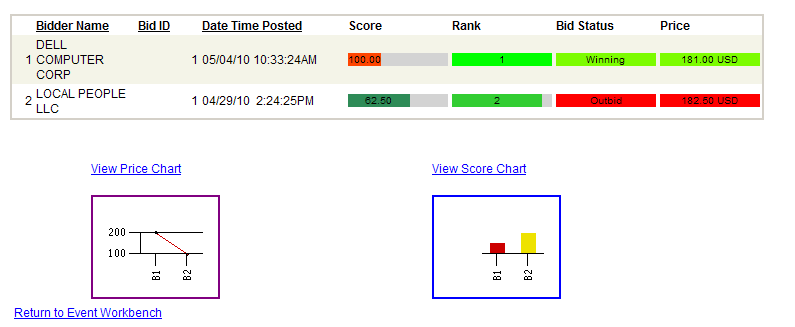 Bidder Name Bid ID Date Time Posted Score Rank Bid Status Price
DELL
1 COMPUTER 1 05/04/10 10:33:24AM 100.00 1 Winning 181.00 USD
CORP
2 LOCAL PEOPLE 1 04/29/10 2:24:25PM 62.50 2 Outbid 182.50 USD
LLC
View Price Chart View Score Chart
200
100
B1 B2 B1 B2
Return to Event Workbench